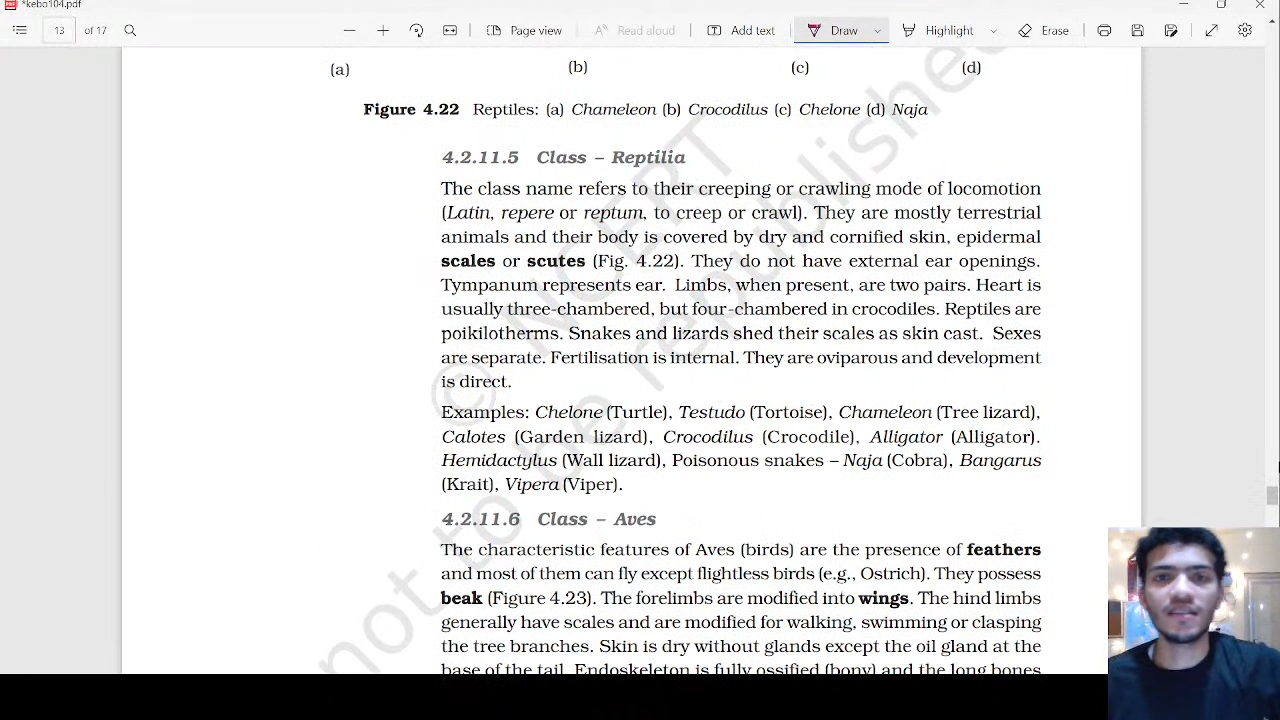 *kebo104.pdf
13 of 17
Page view
Read aloud
Add text
Draw
Highlight
Erase
(a) (b) (c) (d)
Figure 4.22 Reptiles: (a) Chameleon (b) Crocodilus (c) Chelone (d) Naja
4.2.11.5 Class – Reptilia
The class name refers to their creeping or crawling mode of locomotion
(Latin, repere or reptum, to creep or crawl). They are mostly terrestrial
animals and their body is covered by dry and cornified skin, epidermal
scales or scutes (Fig. 4.22). They do not have external ear openings.
Tympanum represents ear. Limbs, when present, are two pairs. Heart is
usually three-chambered, but four-chambered in crocodiles. Reptiles are
poikilotherms. Snakes and lizards shed their scales as skin cast. Sexes
are separate. Fertilisation is internal. They are oviparous and development
is direct.
Examples: Chelone (Turtle), Testudo (Tortoise), Chameleon (Tree lizard),
Calotes (Garden lizard), Crocodilus (Crocodile), Alligator (Alligator).
Hemidactylus (Wall lizard), Poisonous snakes – Naja (Cobra), Bangarus
(Krait), Vipera (Viper).
4.2.11.6 Class – Aves
The characteristic features of Aves (birds) are the presence of feathers
and most of them can fly except flightless birds (e.g., Ostrich). They possess
beak (Figure 4.23). The forelimbs are modified into wings. The hind limbs
generally have scales and are modified for walking, swimming or clasping
the tree branches. Skin is dry without glands except the oil gland at the
base of the tail. Endoskeleton is fully ossified (bony) and the long bones
© NCERT
not to be republished